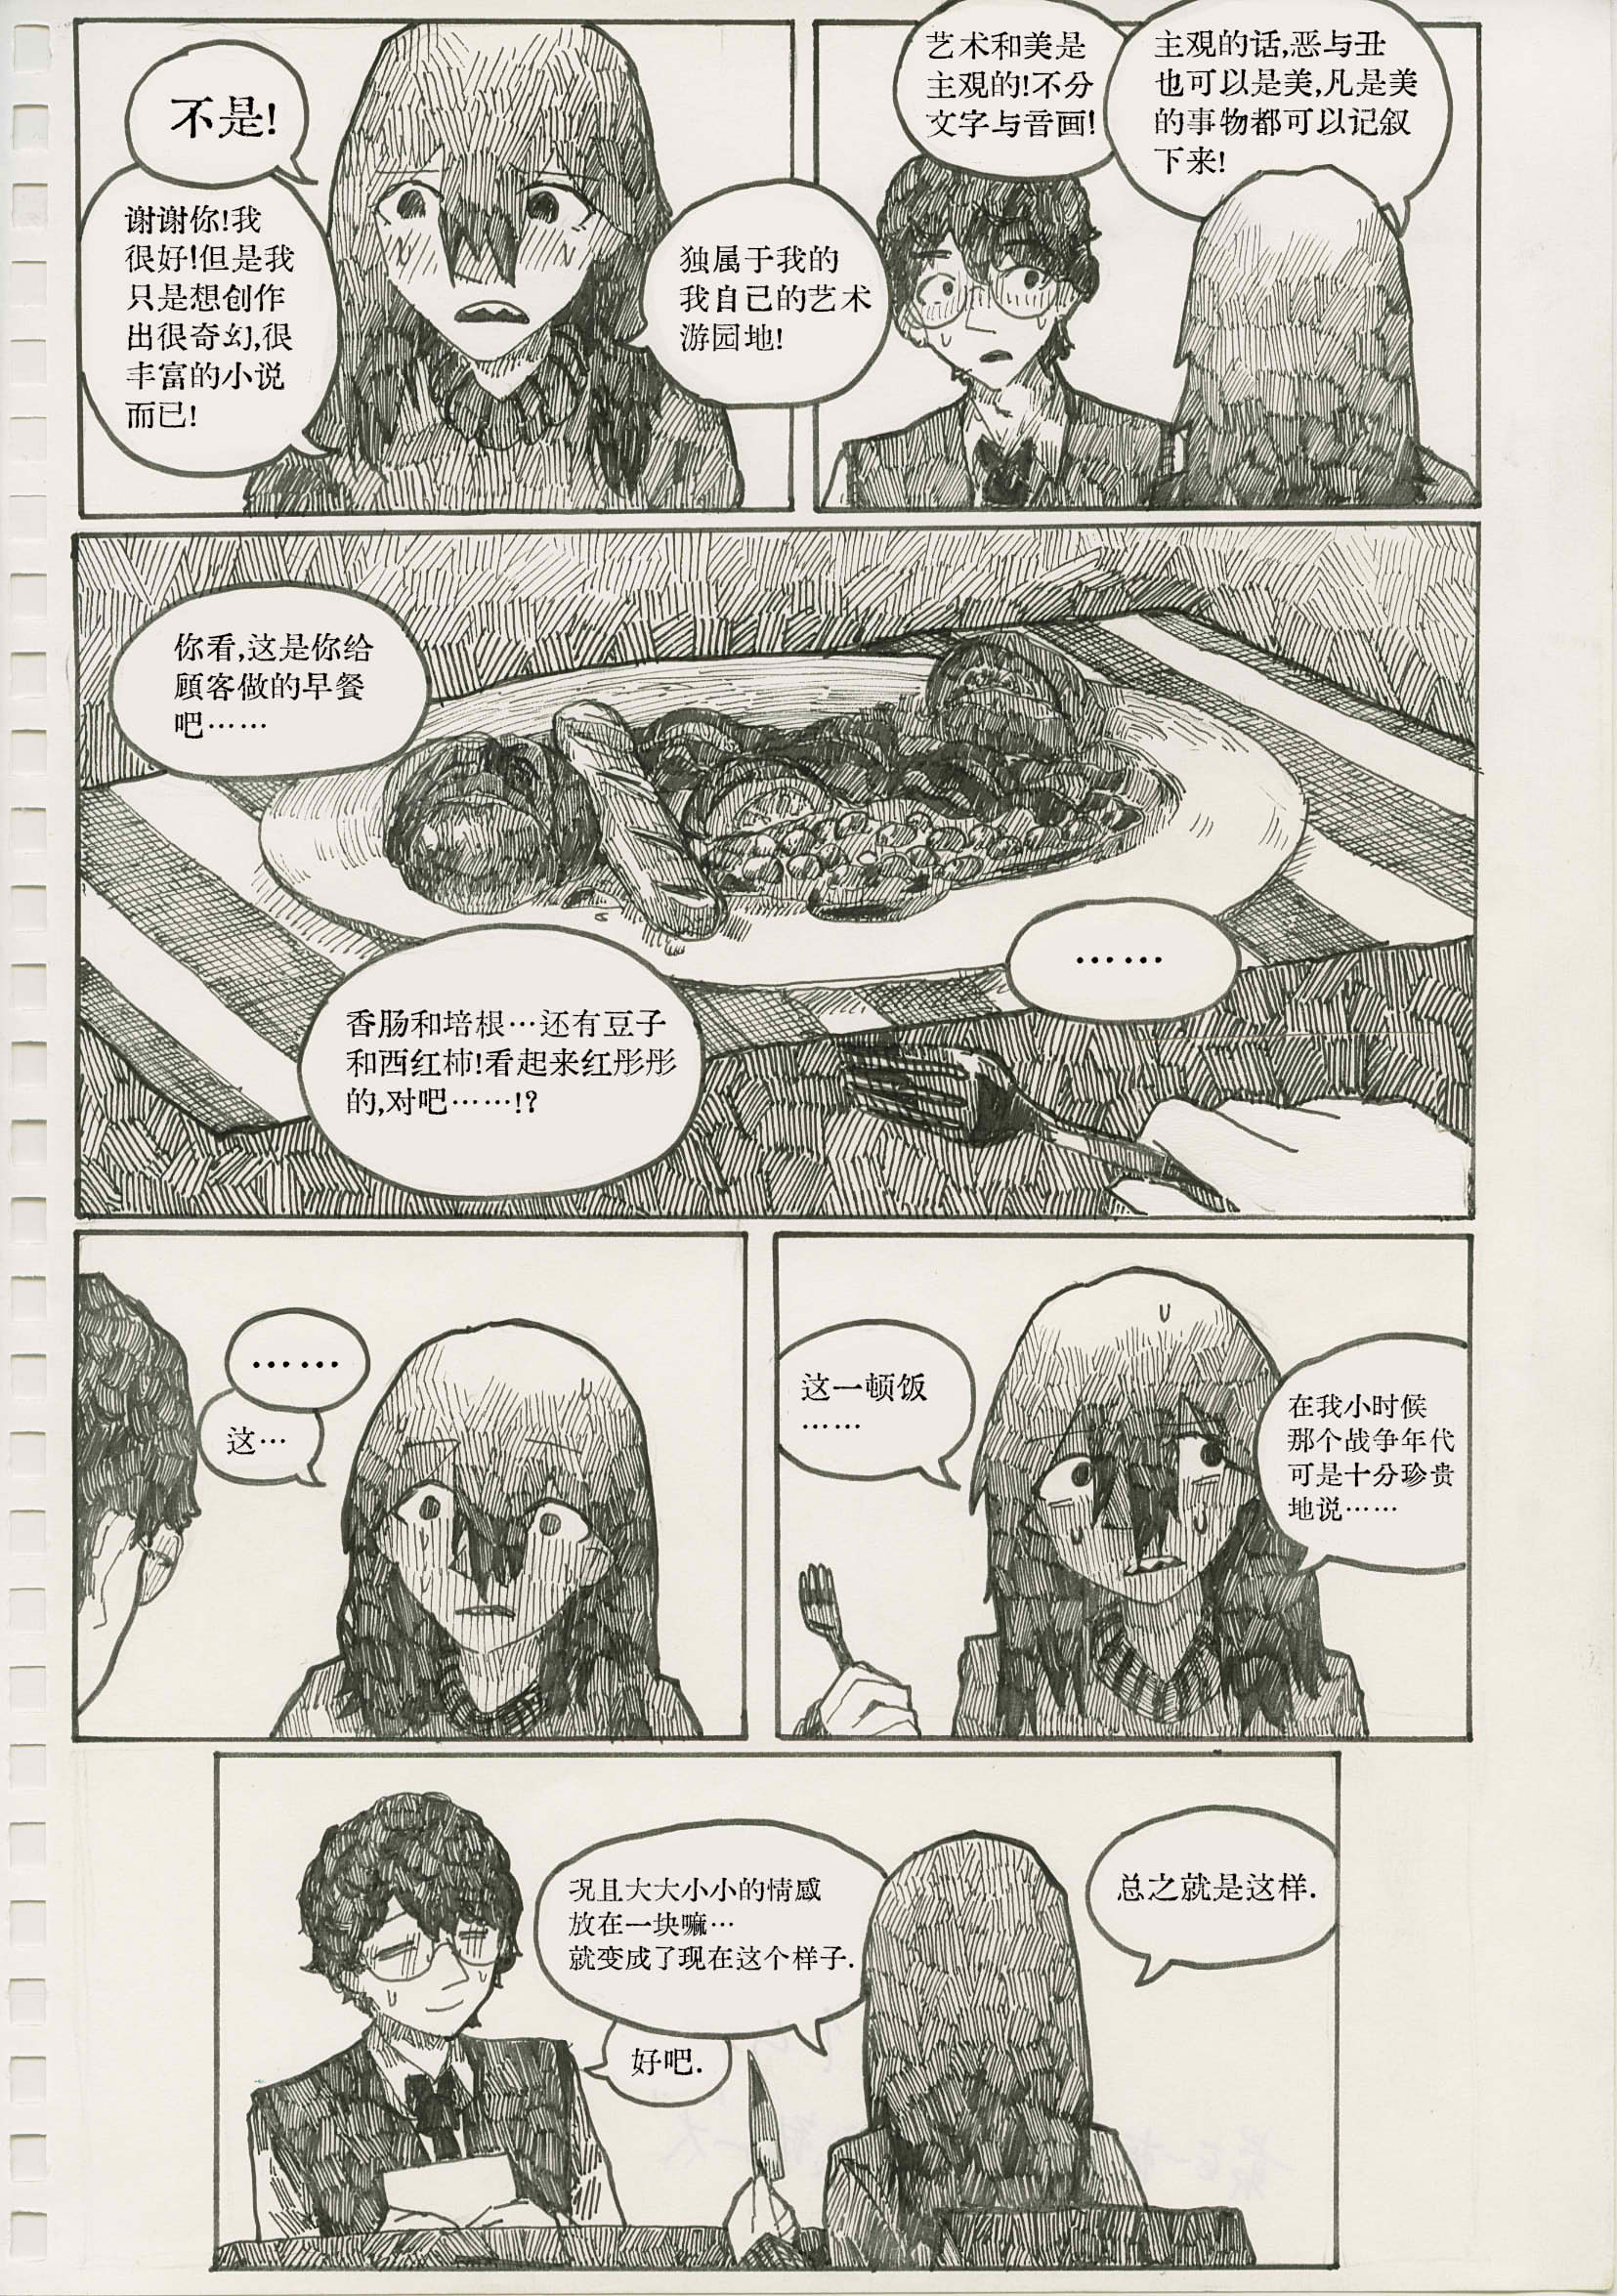 不是!
谢谢你!我
很好!但是我
只是想创作
出很奇幻,很
丰富的小说
而已!
独属于我的
我自己的艺术
游园地!
艺术和美是
主观的!不分
文字与音画!
主观的话,恶与丑
也可以是美,凡是美
的事物都可以记叙
下来!
你看,这是你给
顧客做的早餐
吧……
香肠和培根…还有豆子
和西红柿!看起来红彤彤
的,对吧……!?
……
……
这…
这一顿饭
……
在我小时候
那个战争年代
可是十分珍贵
地说……
况且大大小小的情感
放在一块嘛…
就变成了现在这个样子.
好吧.
总之就是这样.